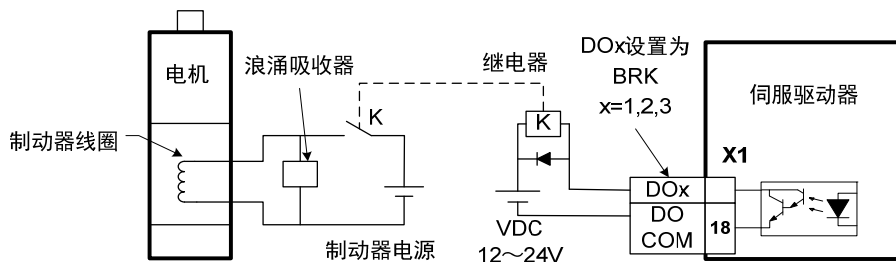 电机
制动器线圈
浪涌吸收器
K
制动器电源
继电器
K
VDC
12～24V
DOx设置为
BRK
x=1,2,3
DOx
DO
COM
18
X1
伺服驱动器